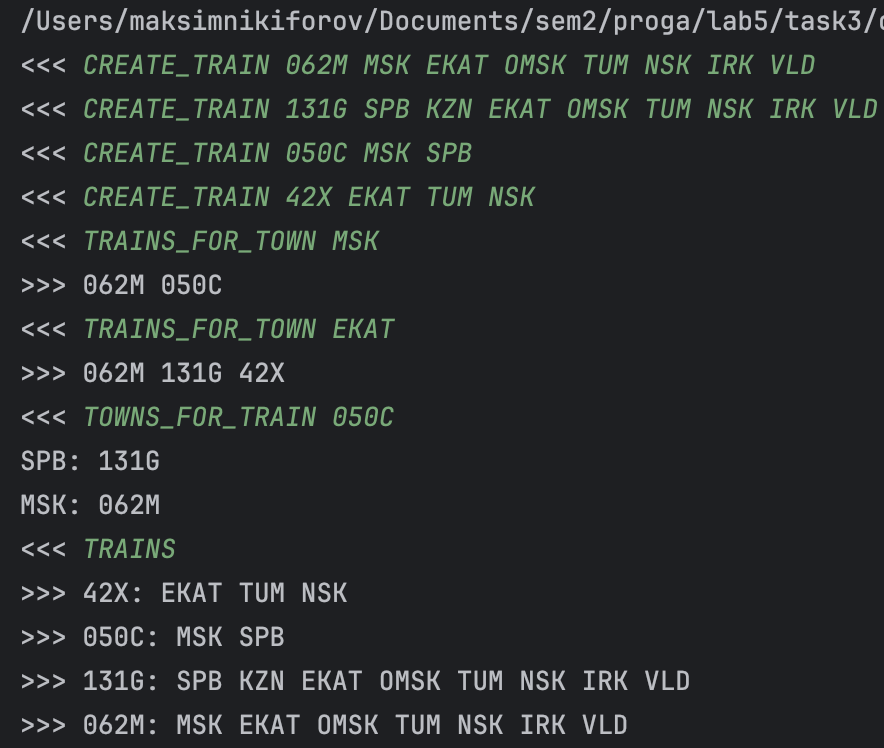 /Users/maksimnikiforov/Documents/sem2/proga/lab5/task3/
<<< CREATE_TRAIN 062M MSK EKAT OMSK TUM NSK IRK VLD
<<< CREATE_TRAIN 131G SPB KZN EKAT OMSK TUM NSK IRK VLD
<<< CREATE_TRAIN 050C MSK SPB
<<< CREATE_TRAIN 42X EKAT TUM NSK
<<< TRAINS_FOR_TOWN MSK
>>> 062M 050C
<<< TRAINS_FOR_TOWN EKAT
>>> 062M 131G 42X
<<< TOWNS_FOR_TRAIN 050C
SPB: 131G
MSK: 062M
<<< TRAINS
>>> 42X: EKAT TUM NSK
>>> 050C: MSK SPB
>>> 131G: SPB KZN EKAT OMSK TUM NSK IRK VLD
>>> 062M: MSK EKAT OMSK TUM NSK IRK VLD